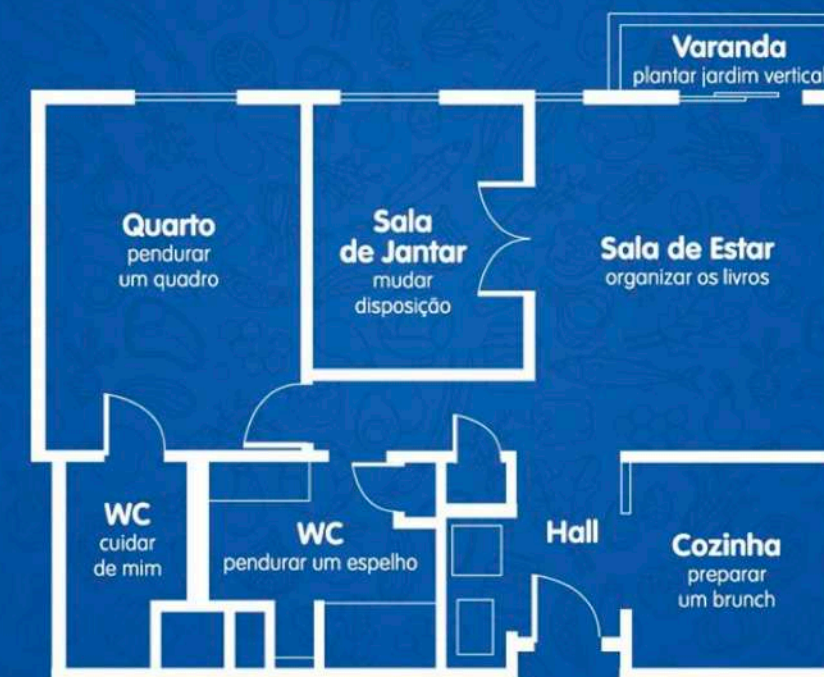 Varanda
plantar jardim vertical
Quarto
pendurar
um quadro
Sala
de Jantar
mudar
disposição
Sala de Estar
organizar os livros
WC
cuidar
de mim
WC
pendurar um espelho
Hall
Cozinha
preparar
um brunch